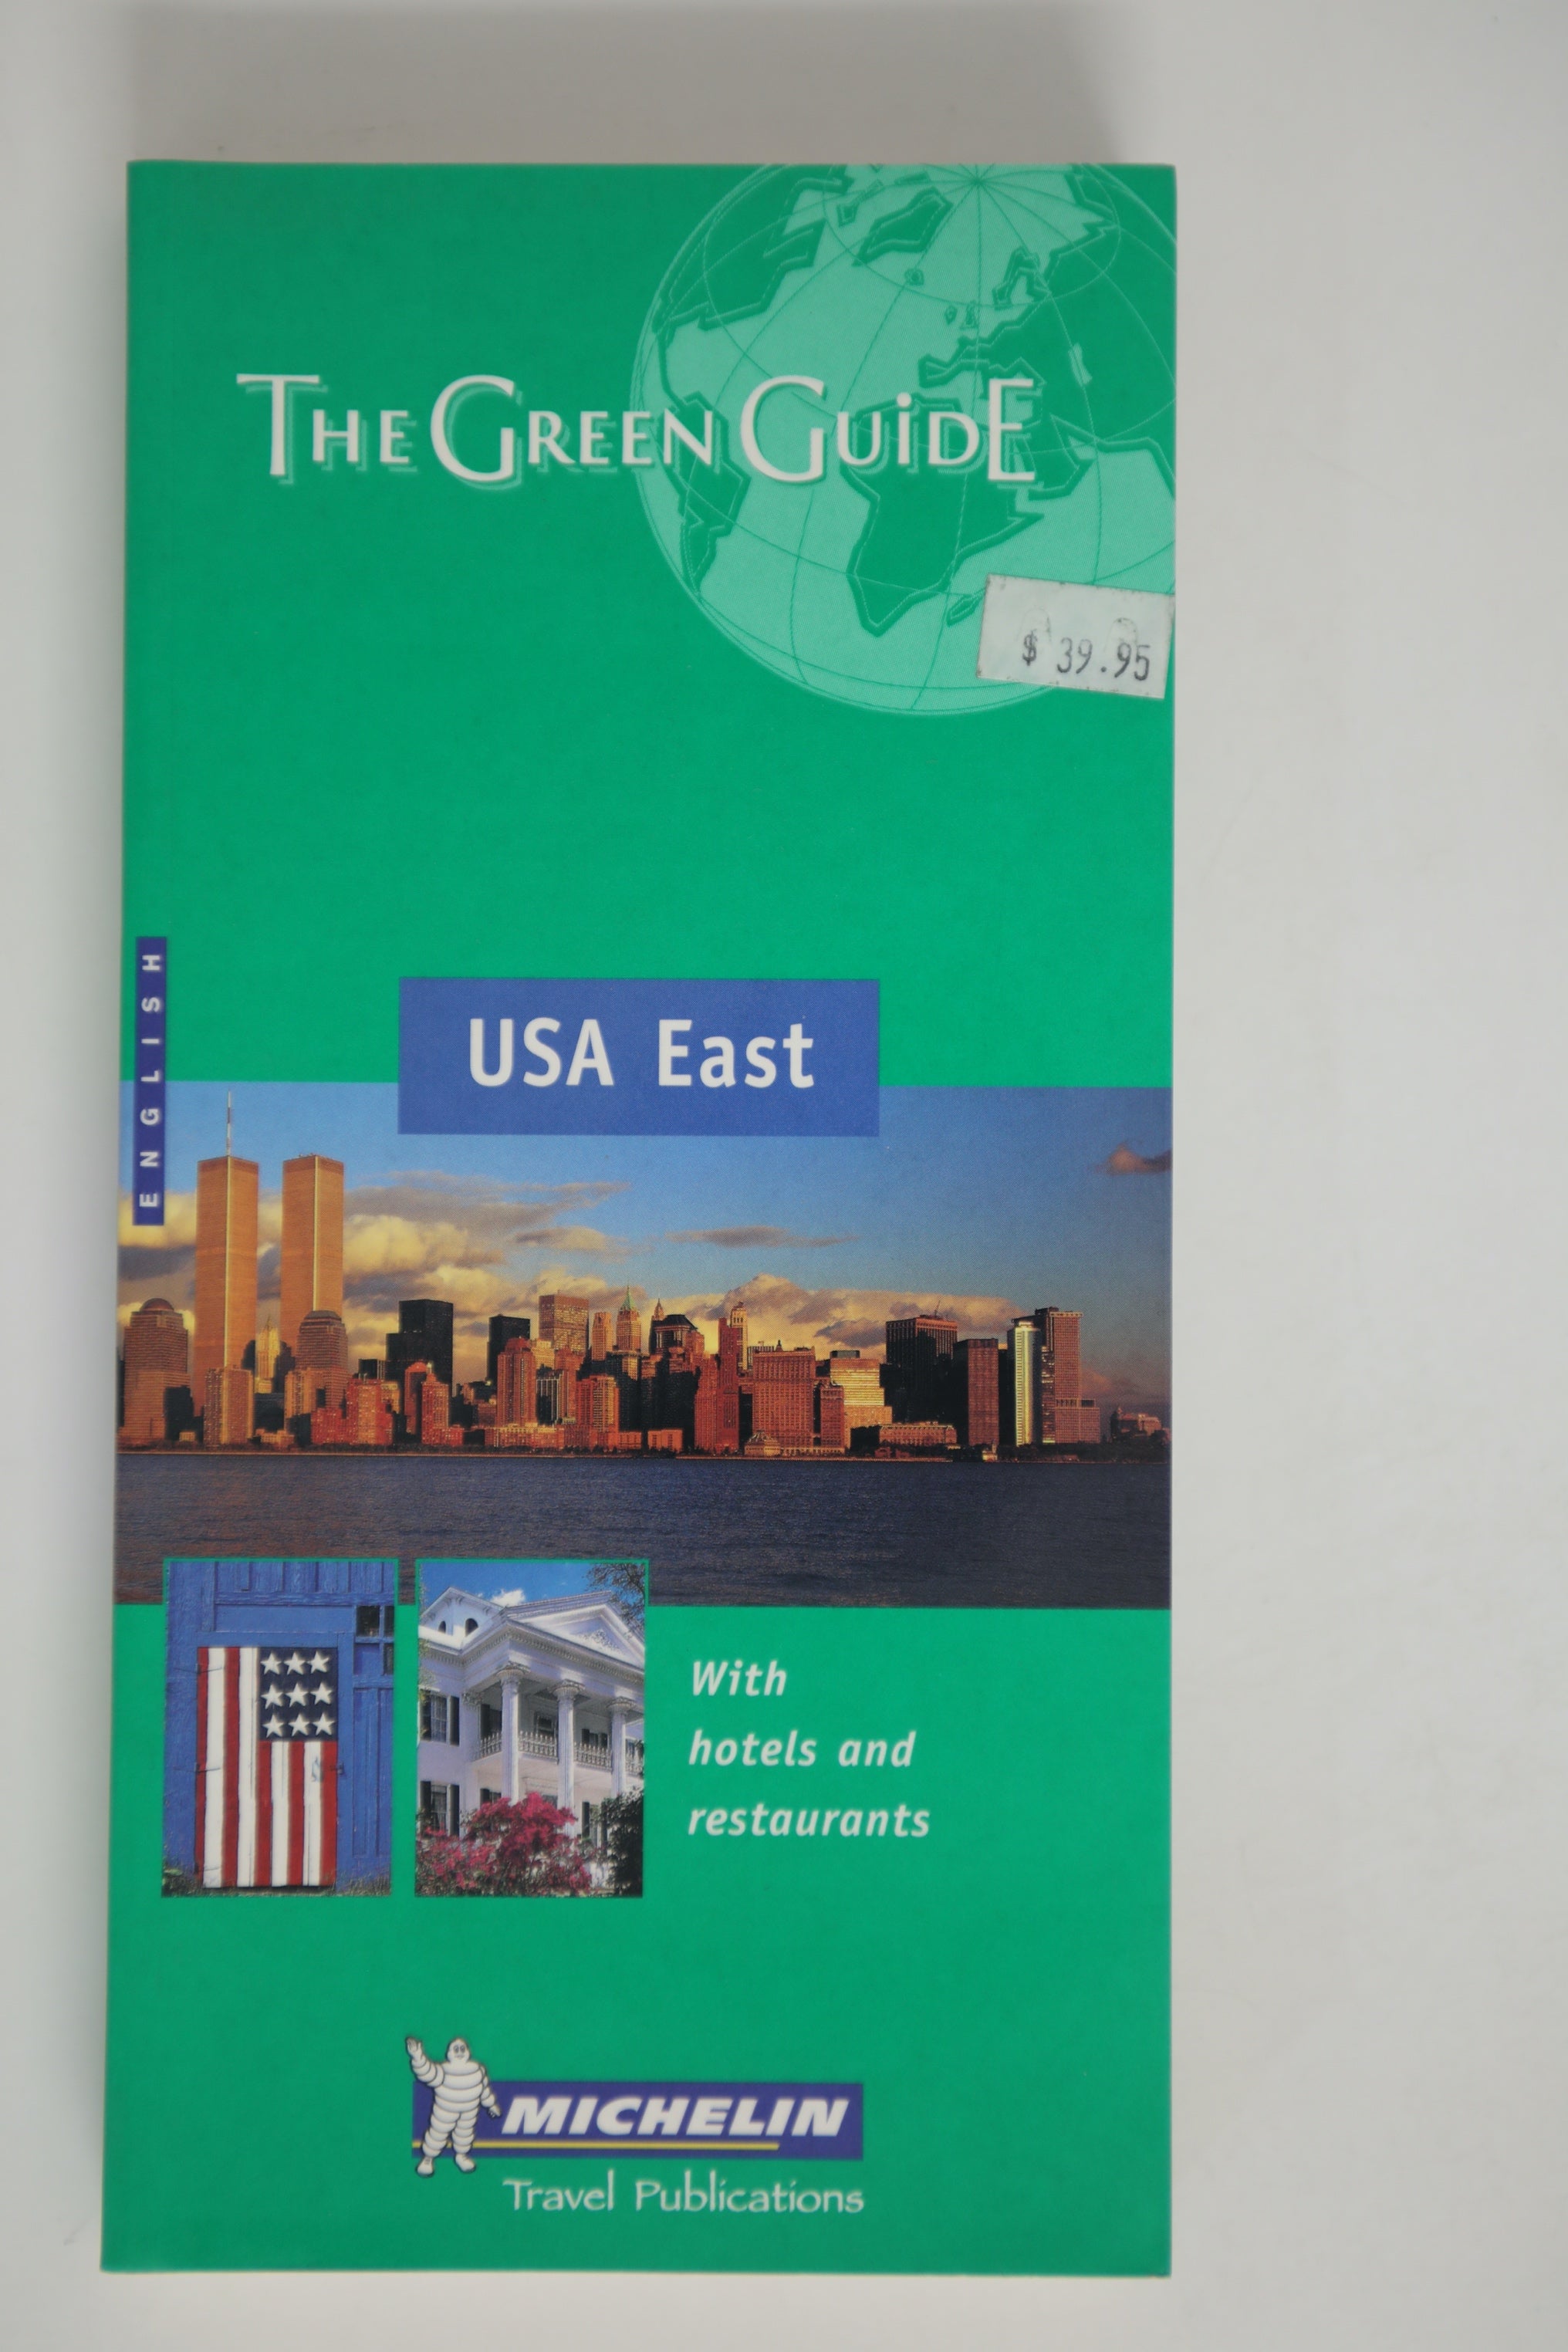 THE GREEN GUiDE
$ 39.95
ENGLISH
USA East
With
hotels and
restaurants
MICHELIN
Travel Publications